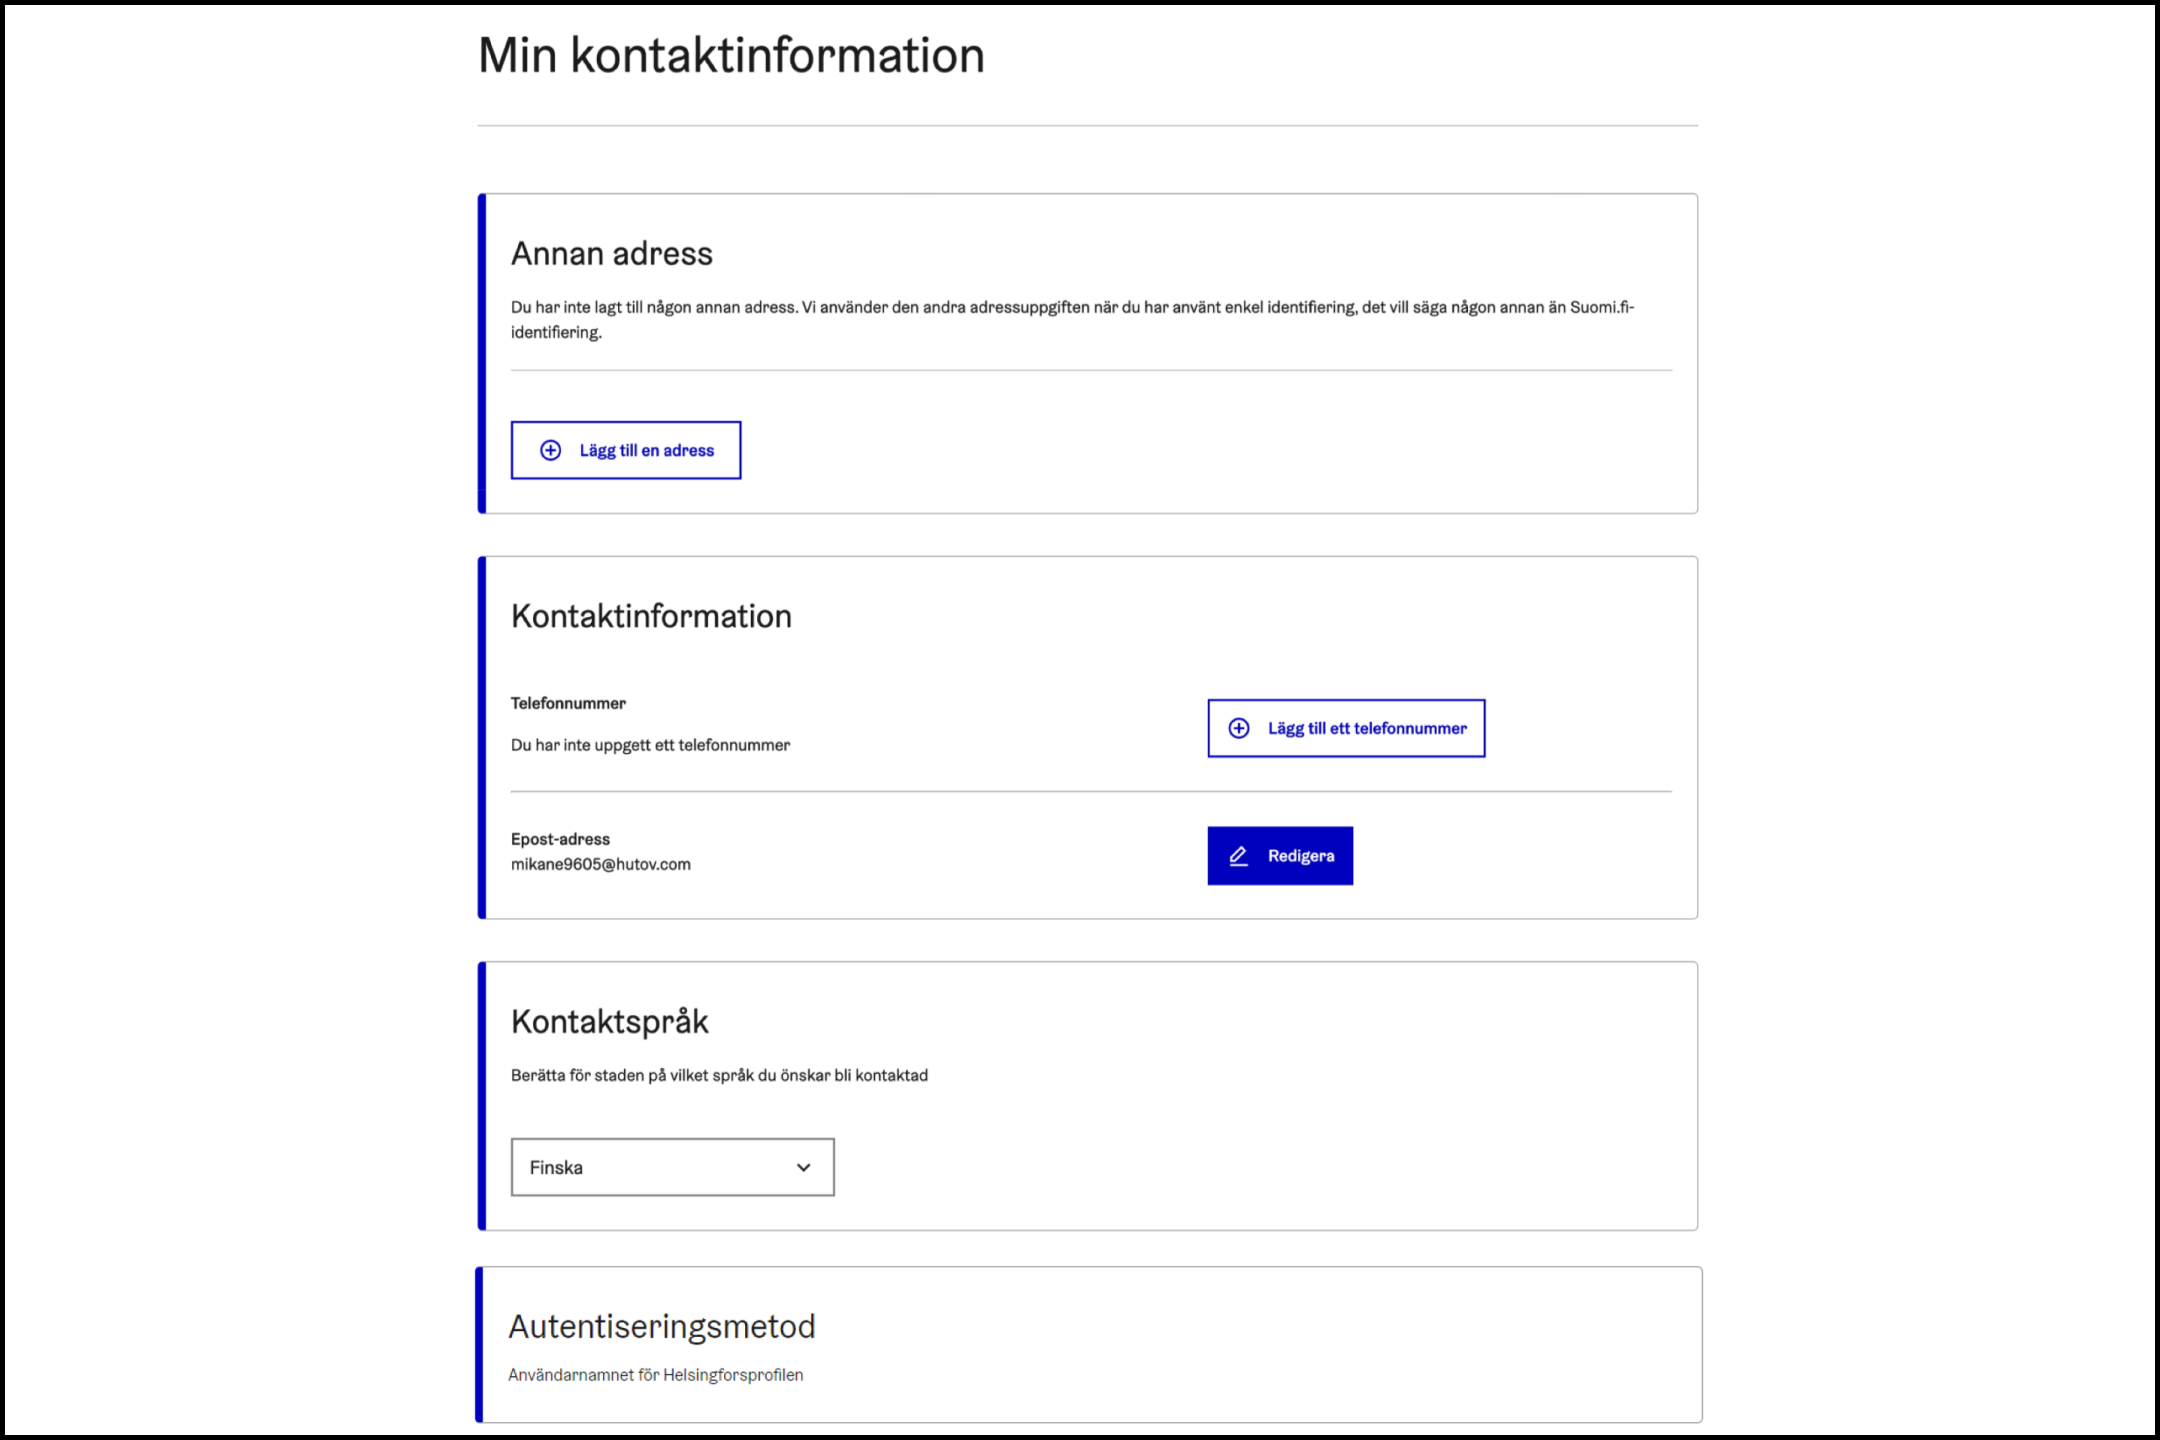 Min kontaktinformation
Annan adress
Du har inte lagt till någon annan adress. Vi använder den andra adressuppgiften när du har använt enkel identifiering, det vill säga någon annan än Suomi.fi-
identifiering.
Lägg till en adress
Kontaktinformation
Telefonnummer
Du har inte uppgett ett telefonnummer
Lägg till ett telefonnummer
Epost-adress
mikane9605@hutov.com
Redigera
Kontaktspråk
Berätta för staden på vilket språk du önskar bli kontaktad
Finska
Autentiseringsmetod
Användarnamnet för Helsingforsprofilen